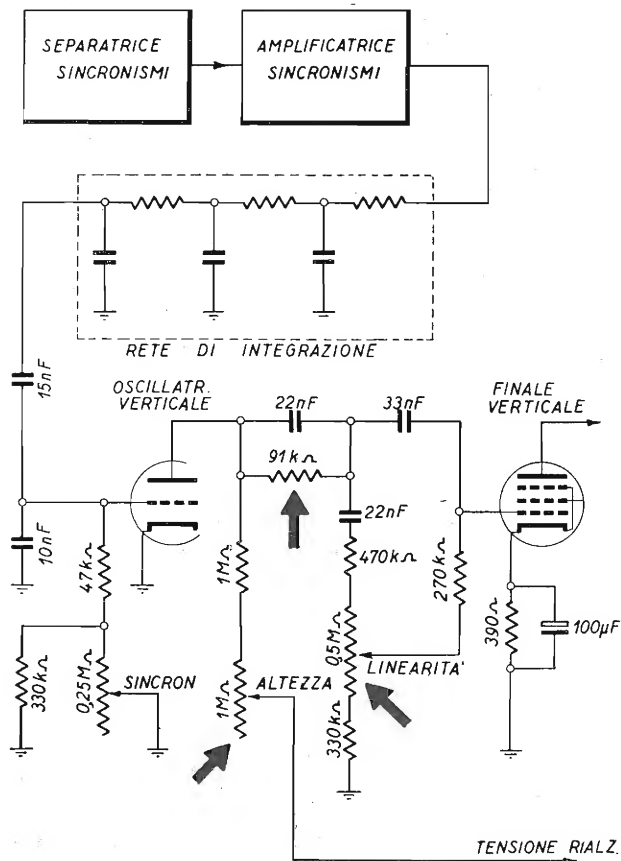 SEPARATRICE
SINCRONISMI
AMPLIFICATRICE
SINCRONISMI
RETE DI INTEGRAZIONE
15nF
OSCILLATR.
VERTICALE
22nF
33nF
FINALE
VERTICALE
91kΩ
10nF
47kΩ
22nF
1MΩ
470kΩ
270kΩ
390Ω
100µF
330kΩ
0,25MΩ
SINCRON
1MΩ
ALTEZZA
0,5MΩ
LINEARITA'
330kΩ
TENSIONE RIALZ.